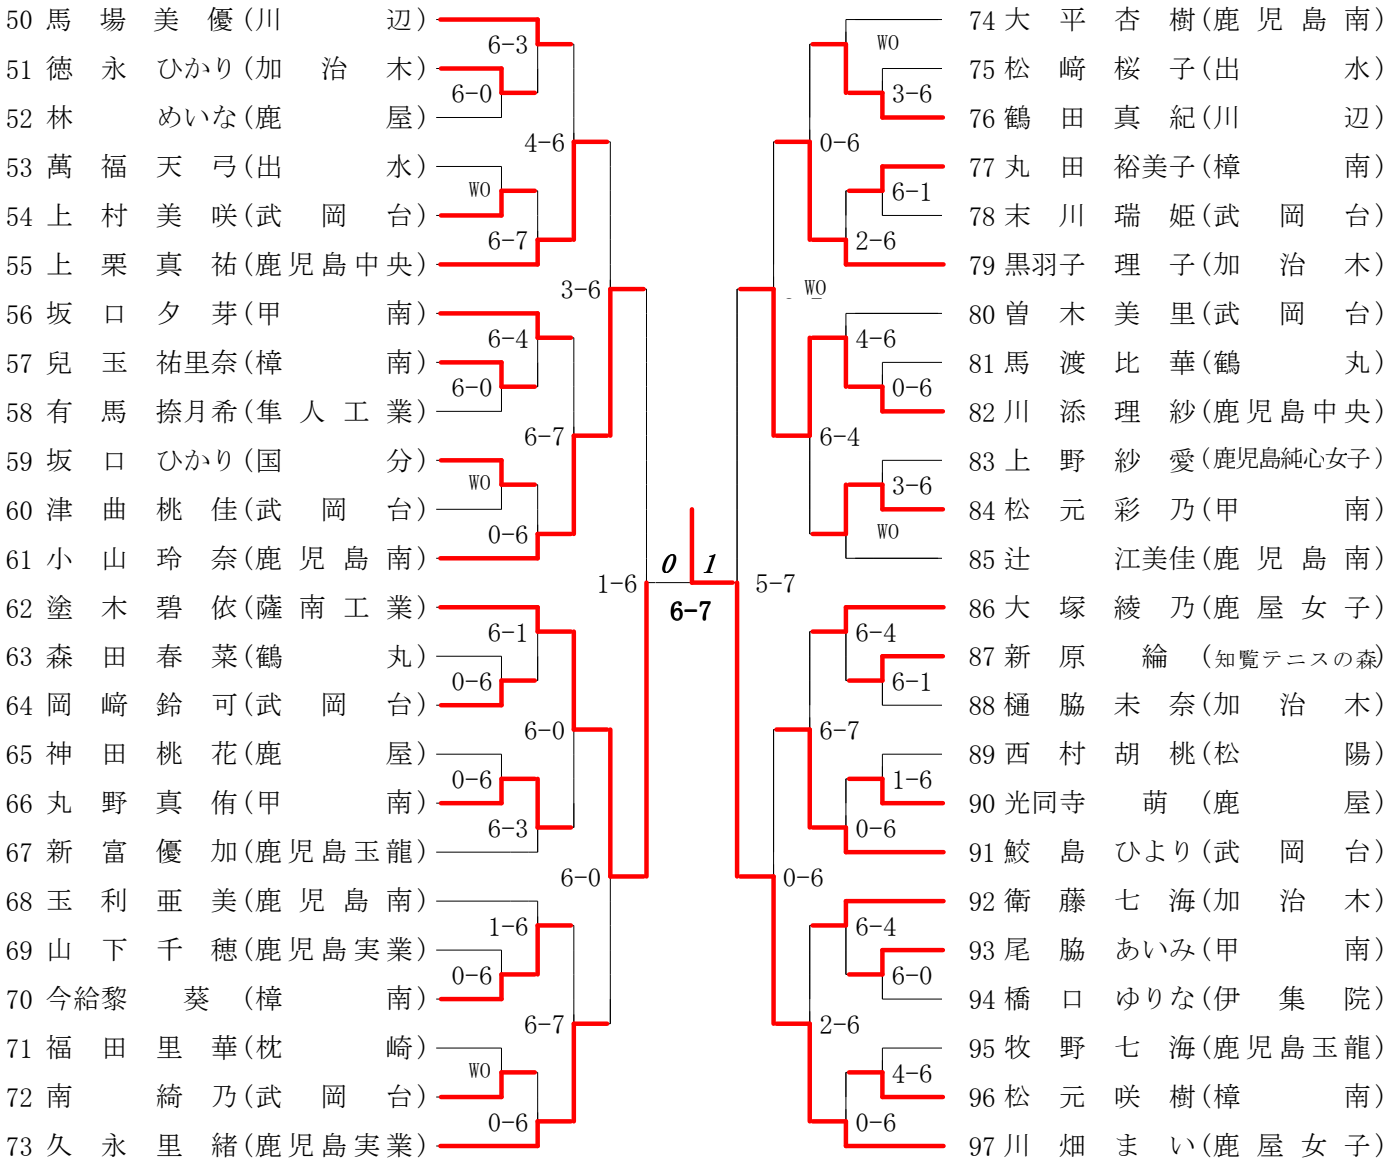 50 馬場美優(川辺)
51 徳永ひかり(加治木)
52 林めいな(鹿屋)
53 萬福天弓(出水)
54 上村美咲(武岡台)
55 上栗真祐(鹿児島中央)
56 坂口夕芽(甲南)
57 兒玉祐里奈(樟南)
58 有馬捺月希(隼人工業)
59 坂口ひかり(国分)
60 津曲桃佳(武岡台)
61 小山玲奈(鹿児島南)
62 塗木碧依(薩南工業)
63 森田春菜(鶴丸)
64 岡﨑鈴可(武岡台)
65 神田桃花(鹿屋)
66 丸野真侑(甲南)
67 新富優加(鹿児島玉龍)
68 玉利亜美(鹿児島南)
69 山下千穂(鹿児島実業)
70 今給黎葵(樟南)
71 福田里華(枕崎)
72 南綺乃(武岡台)
73 久永里緒(鹿児島実業)
6-3
6-0
WO
6-7
6-4
6-0
WO
0-6
6-1
0-6
0-6
6-3
1-6
0-6
WO
0-6
4-6
6-7
6-0
6-7
3-6
6-0
1-6
0 1
6-7
5-7
WO
0-6
0-6
6-4
6-7
2-6
WO
3-6
6-1
2-6
4-6
0-6
3-6
WO
6-4
6-1
1-6
0-6
6-4
6-0
4-6
0-6
74 大平杏樹(鹿児島南)
75 松﨑桜子(出水)
76 鶴田真紀(川辺)
77 丸田裕美子(樟南)
78 末川瑞姫(武岡台)
79 黒羽子理子(加治木)
80 曽木美里(武岡台)
81 馬渡比華(鶴丸)
82 川添理紗(鹿児島中央)
83 上野紗愛(鹿児島純心女子)
84 松元彩乃(甲南)
85 辻江美佳(鹿児島南)
86 大塚綾乃(鹿屋女子)
87 新原綸(知覧テニスの森)
88 樋脇未奈(加治木)
89 西村胡桃(松陽)
90 光同寺萌(鹿屋)
91 鮫島ひより(武岡台)
92 衛藤七海(加治木)
93 尾脇あいみ(甲南)
94 橋口ゆりな(伊集院)
95 牧野七海(鹿児島玉龍)
96 松元咲樹(樟南)
97 川畑まい(鹿屋女子)